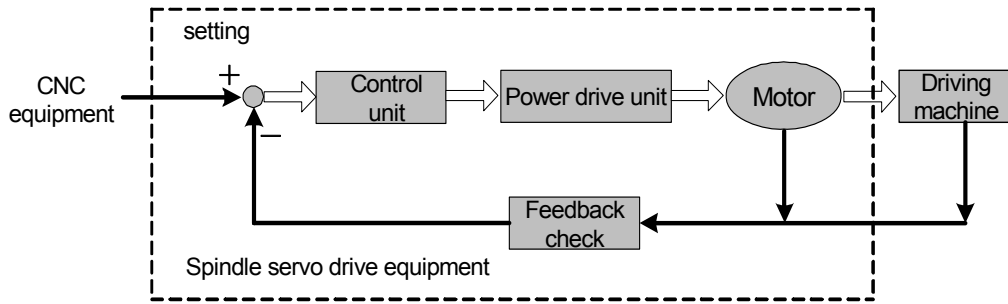 setting
CNC
equipment
+
−
Control
unit
Power drive unit
Motor
Driving
machine
Feedback
check
Spindle servo drive equipment